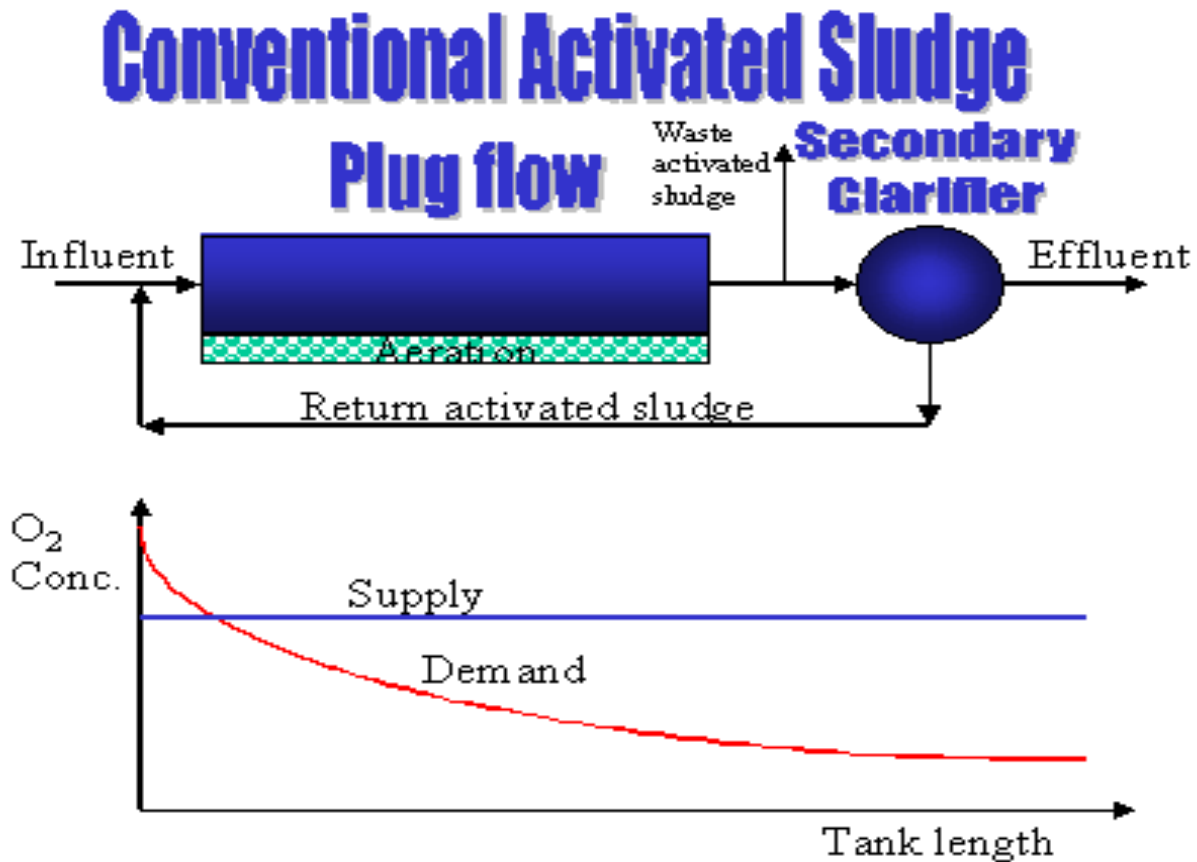 Conventional Activated Sludge
Plug flow
Waste
activated
sludge
Secondary
Clarifier
Influent
Effluent
Aeration
Return activated sludge
O₂
Conc.
Supply
Demand
Tank length